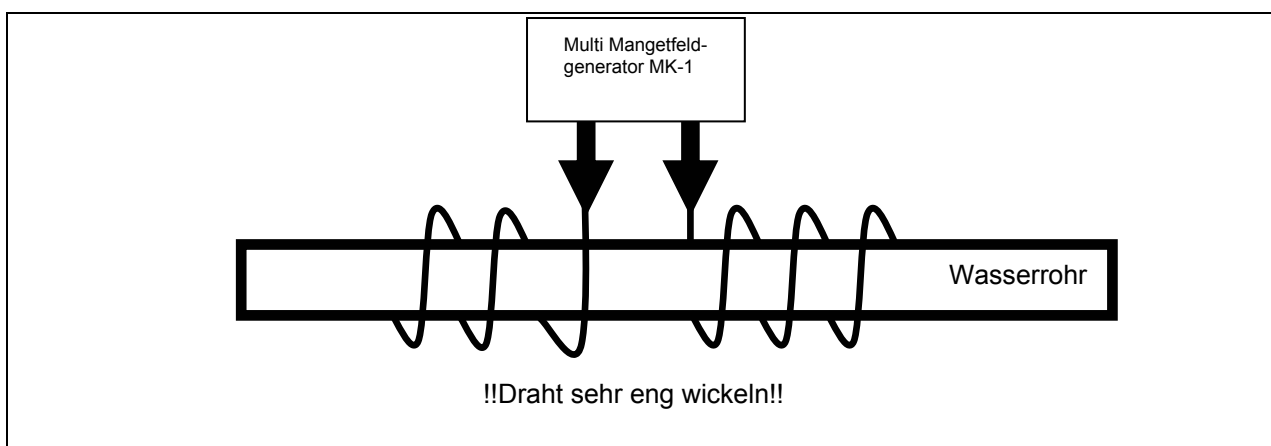 Multi Mangetfeld-
generator MK-1
Wasserrohr
!!Draht sehr eng wickeln!!